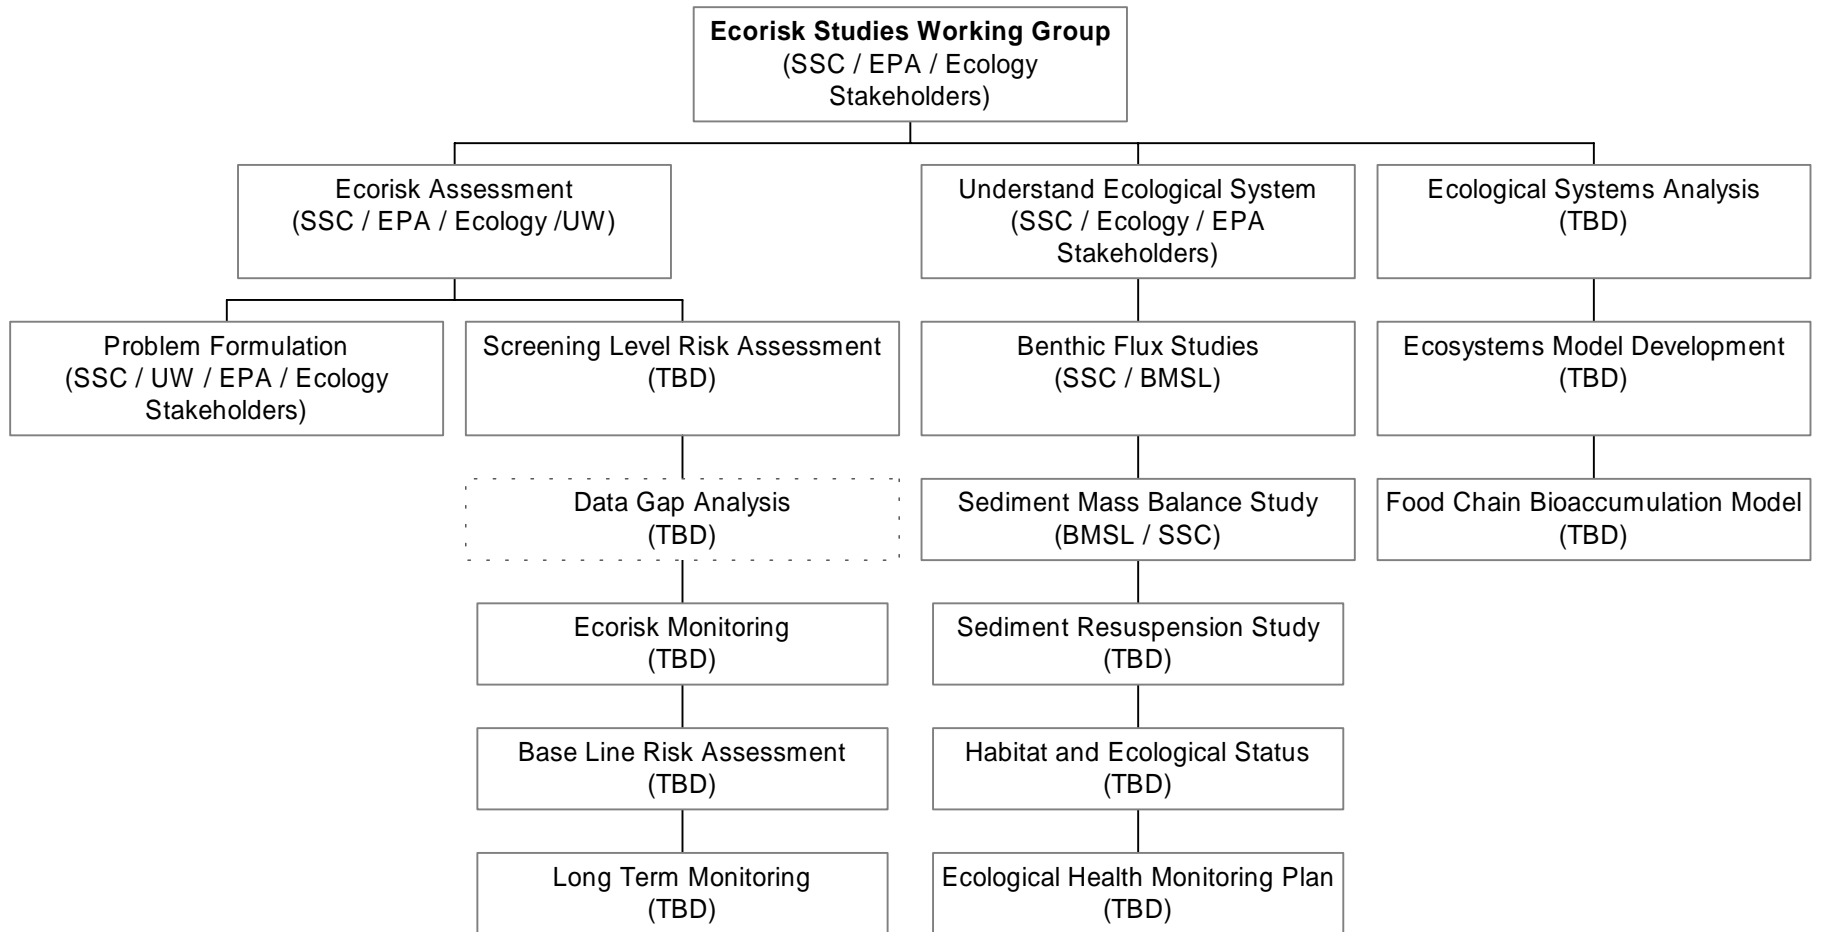 Ecorisk Studies Working Group
(SSC / EPA / Ecology
Stakeholders)
Ecorisk Assessment
(SSC / EPA / Ecology /UW)
Understand Ecological System
(SSC / Ecology / EPA
Stakeholders)
Ecological Systems Analysis
(TBD)
Problem Formulation
(SSC / UW / EPA / Ecology
Stakeholders)
Screening Level Risk Assessment
(TBD)
Benthic Flux Studies
(SSC / BMSL)
Ecosystems Model Development
(TBD)
Data Gap Analysis
(TBD)
Sediment Mass Balance Study
(BMSL / SSC)
Food Chain Bioaccumulation Model
(TBD)
Ecorisk Monitoring
(TBD)
Sediment Resuspension Study
(TBD)
Base Line Risk Assessment
(TBD)
Habitat and Ecological Status
(TBD)
Long Term Monitoring
(TBD)
Ecological Health Monitoring Plan
(TBD)